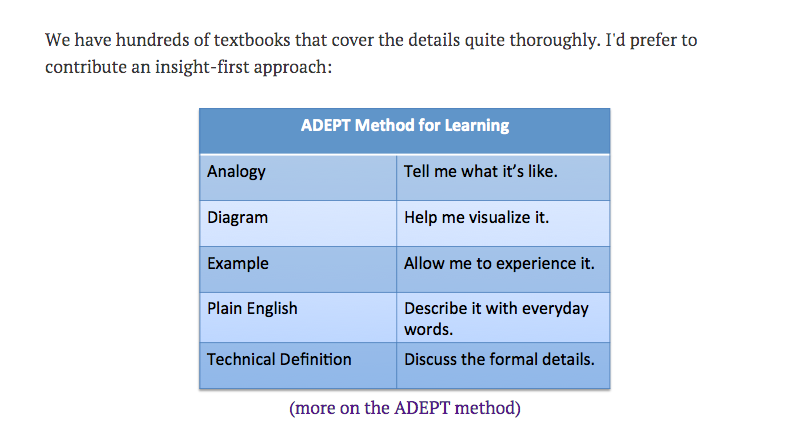 We have hundreds of textbooks that cover the details quite thoroughly. I'd prefer to
contribute an insight-first approach:
ADEPT Method for Learning
Analogy
Tell me what it's like.
Diagram
Help me visualize it.
Example
Allow me to experience it.
Plain English
Describe it with everyday
words.
Technical Definition
Discuss the formal details.
(more on the ADEPT method)